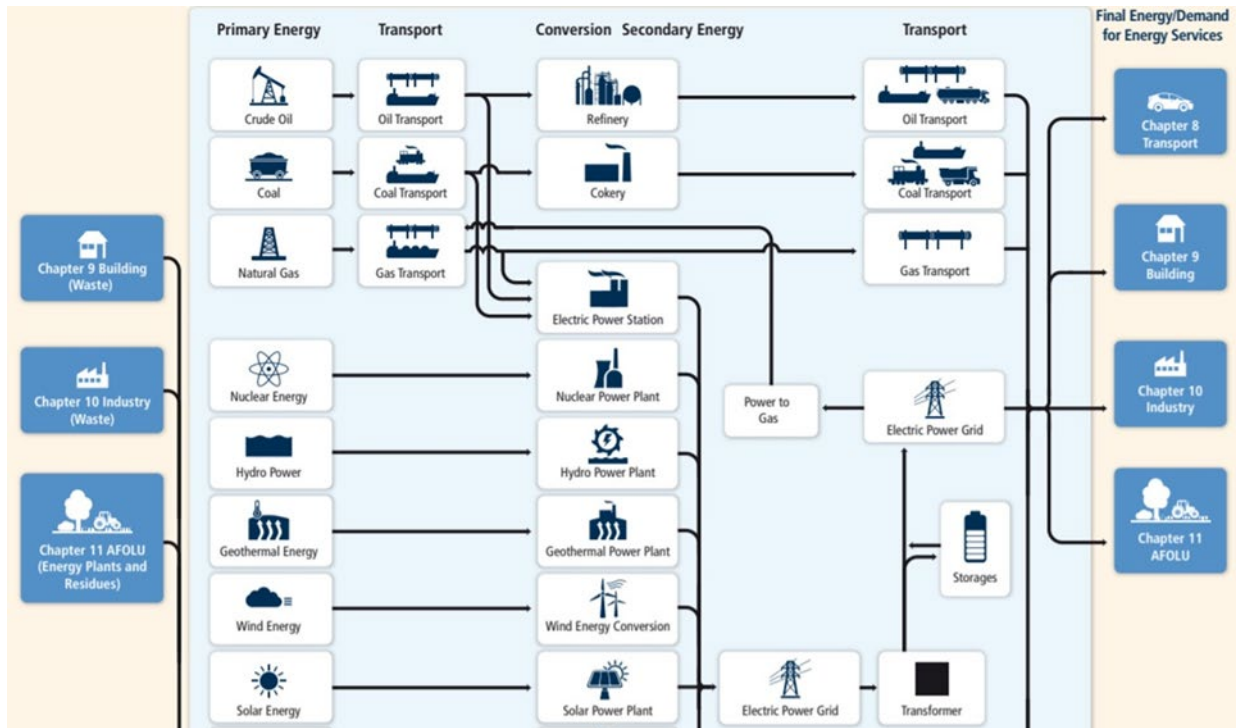 Primary Energy
Transport
Conversion Secondary Energy
Transport
Final Energy/Demand
for Energy Services
Crude Oil
Oil Transport
Refinery
Oil Transport
Chapter 8
Transport
Coal
Coal Transport
Cokery
Coal Transport
Chapter 9 Building
(Waste)
Natural Gas
Gas Transport
Gas Transport
Chapter 9
Building
Electric Power Station
Chapter 10 Industry
(Waste)
Nuclear Energy
Nuclear Power Plant
Power to
Gas
Electric Power Grid
Chapter 10
Industry
Hydro Power
Hydro Power Plant
Chapter 11 AFOLU
(Energy Plants and
Residues)
Geothermal Energy
Geothermal Power Plant
Storages
Chapter 11
AFOLU
Wind Energy
Wind Energy Conversion
Solar Energy
Solar Power Plant
Electric Power Grid
Transformer